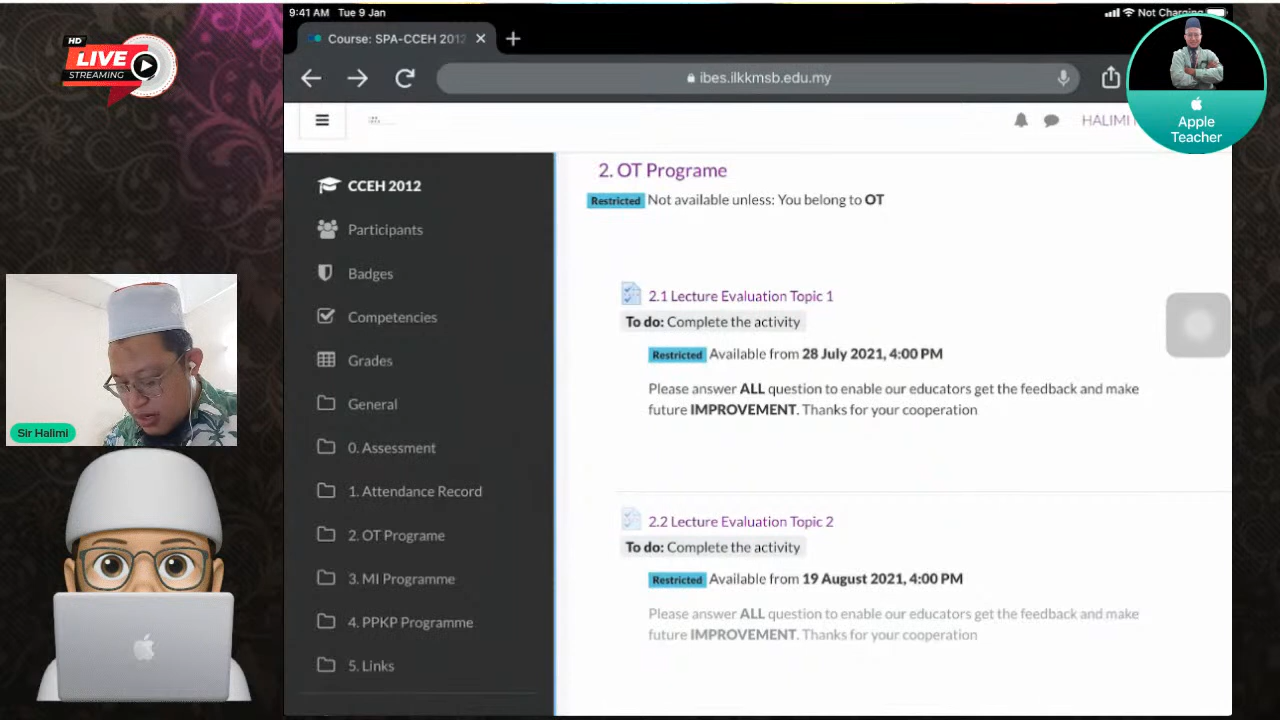 9:41 AM Tue 9 Jan
Not Charging
HD
LIVE
STREAMING
Course: SPA-CCEH 2012
ibes.ilkkmsb.edu.my
Apple
Teacher
HALIMI
CCEH 2012
Participants
Badges
Competencies
Grades
General
0. Assessment
1. Attendance Record
2. OT Programe
3. MI Programme
4. PPKP Programme
5. Links
2. OT Programe
Restricted Not available unless: You belong to OT
2.1 Lecture Evaluation Topic 1
To do: Complete the activity
Restricted Available from 28 July 2021, 4:00 PM
Please answer ALL question to enable our educators get the feedback and make
future IMPROVEMENT. Thanks for your cooperation
2.2 Lecture Evaluation Topic 2
To do: Complete the activity
Restricted Available from 19 August 2021, 4:00 PM
Please answer ALL question to enable our educators get the feedback and make
future IMPROVEMENT. Thanks for your cooperation
Sir Halimi